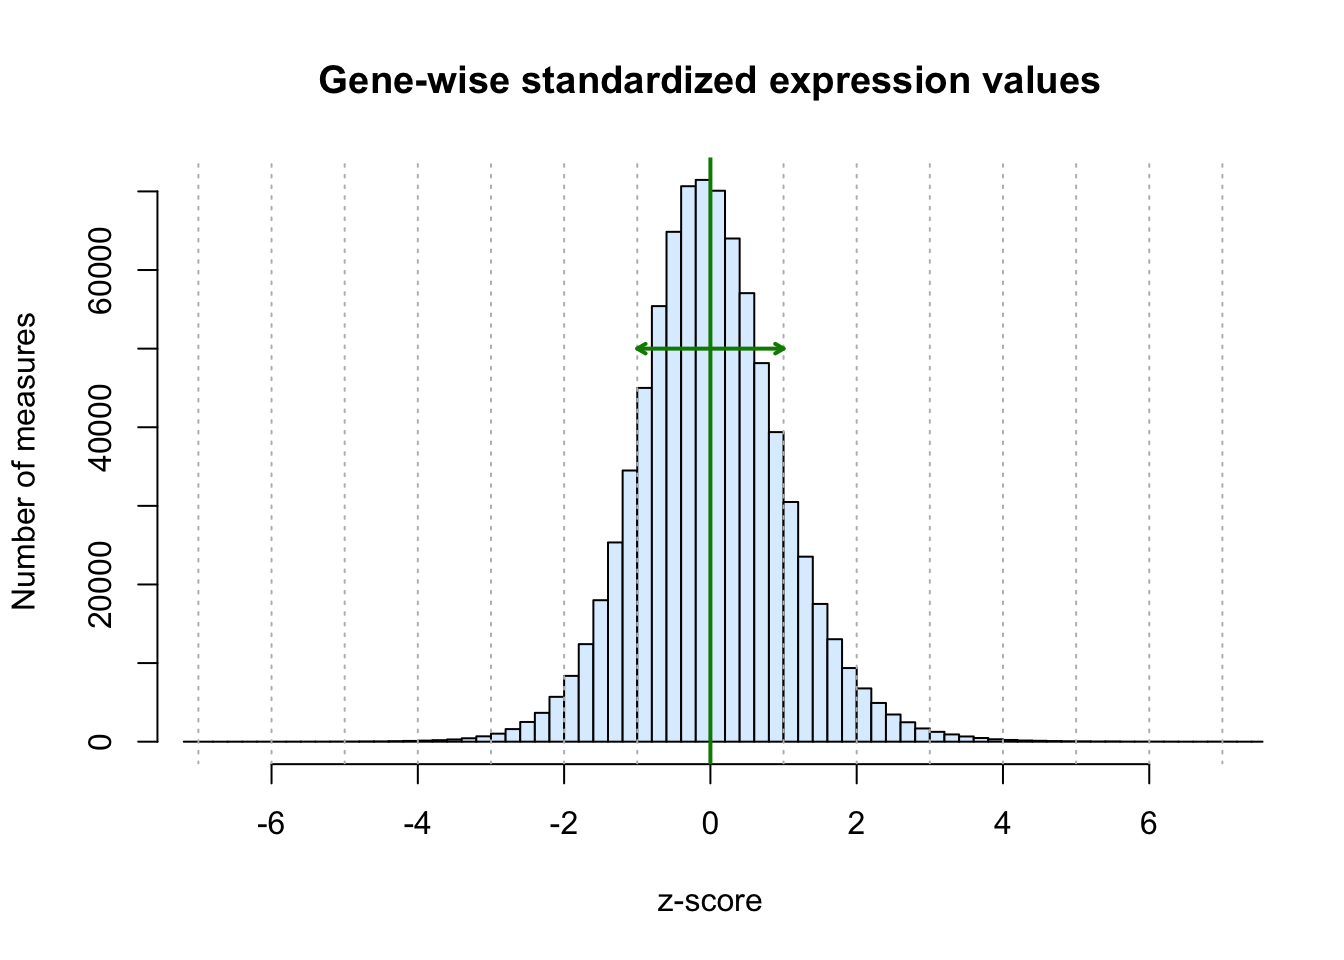 Gene-wise standardized expression values
Number of measures
60000
40000
20000
0
-6 -4 -2 0 2 4 6
z-score